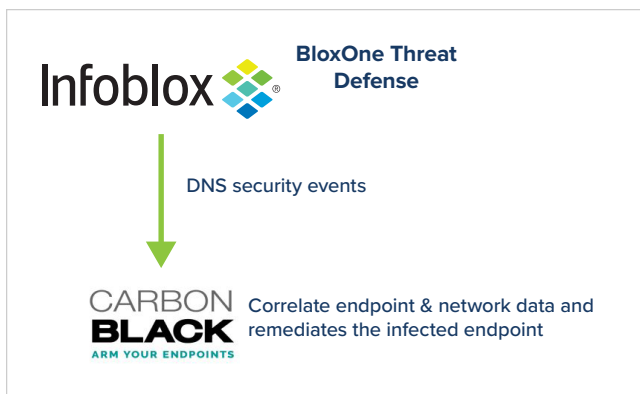 Infoblox ®
BloxOne Threat
Defense
DNS security events
CARBON
BLACK
ARM YOUR ENDPOINTS
Correlate endpoint & network data and
remediates the infected endpoint